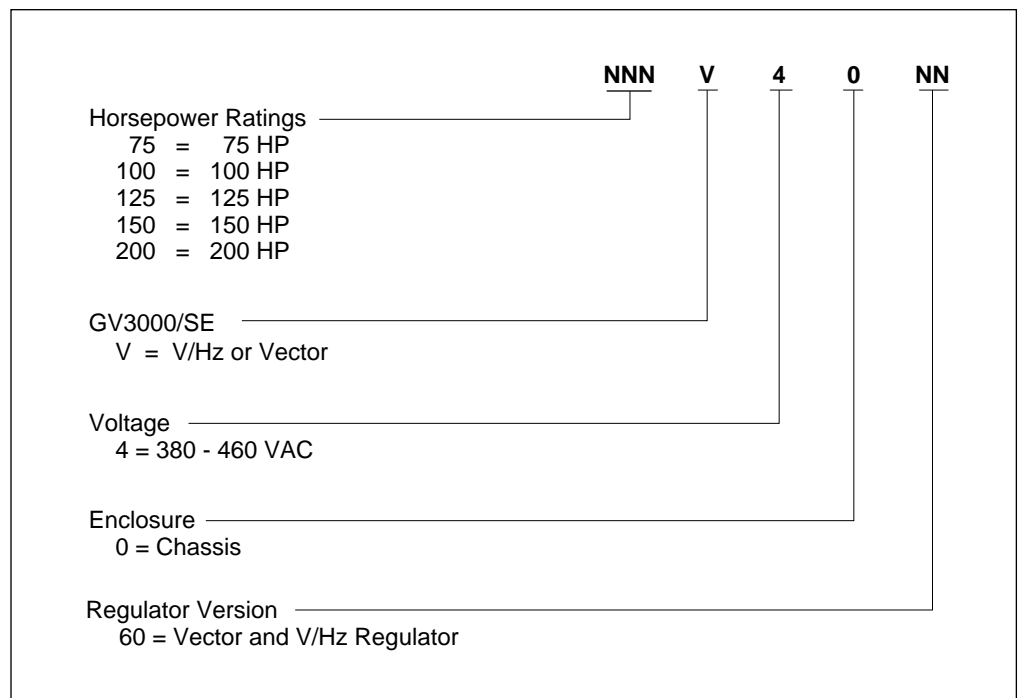 NNN V 4 0 NN
Horsepower Ratings
75 = 75 HP
100 = 100 HP
125 = 125 HP
150 = 150 HP
200 = 200 HP
GV3000/SE
V = V/Hz or Vector
Voltage
4 = 380 - 460 VAC
Enclosure
0 = Chassis
Regulator Version
60 = Vector and V/Hz Regulator